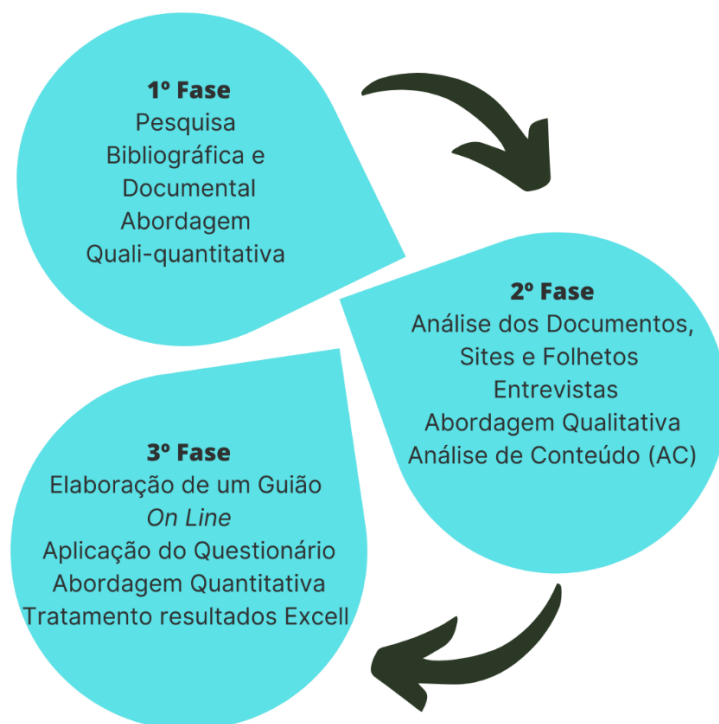 1º Fase
Pesquisa
Bibliográfica e
Documental
Abordagem
Quali-quantitativa
2º Fase
Análise dos Documentos,
Sites e Folhetos
Entrevistas
Abordagem Qualitativa
Análise de Conteúdo (AC)
3º Fase
Elaboração de um Guião
On Line
Aplicação do Questionário
Abordagem Quantitativa
Tratamento resultados Excell